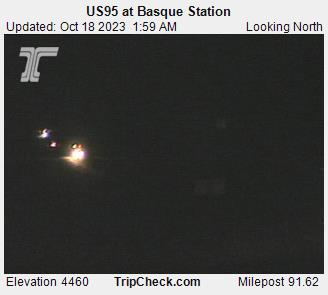 US95 at Basque Station
Updated: Oct 18 2023 1:59 AM Looking North
Elevation 4460 TripCheck.com Milepost 91.62